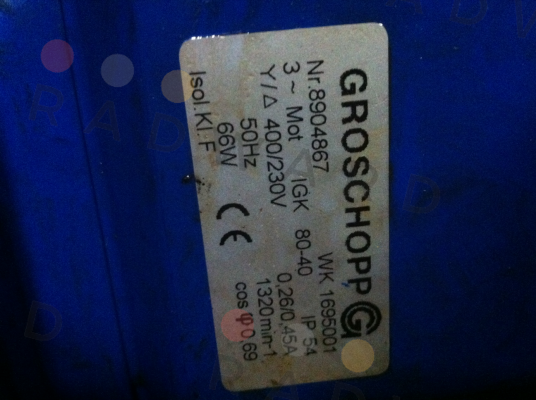 GROSCHOPP G
Nr.8904867 WK 1695001
3~ Mot IGK 80-40 IP 54
Y/Δ 400/230V 0,26/0,45A
50Hz 1320min-1
66W CE cos φ 0,69
Isol.Kl.F